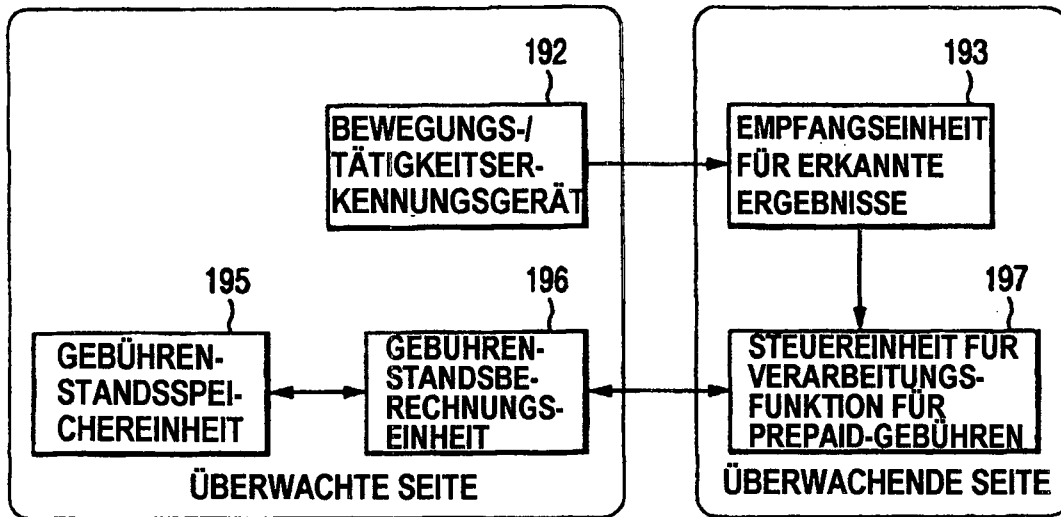 192
BEWEGUNGS-/
TÄTIGKEITSER-
KENNUNGSGERÄT
193
EMPFANGSEINHEIT
FÜR ERKANNTE
ERGEBNISSE
195
GEBÜHREN-
STANDSSPEI-
CHEREINHEIT
196
GEBÜHREN-
STANDSBE-
RECHNUNGS-
EINHEIT
197
STEUEREINHEIT FÜR
VERARBEITUNGS-
FUNKTION FÜR
PREPAID-GEBÜHREN
ÜBERWACHTE SEITE
ÜBERWACHENDE SEITE